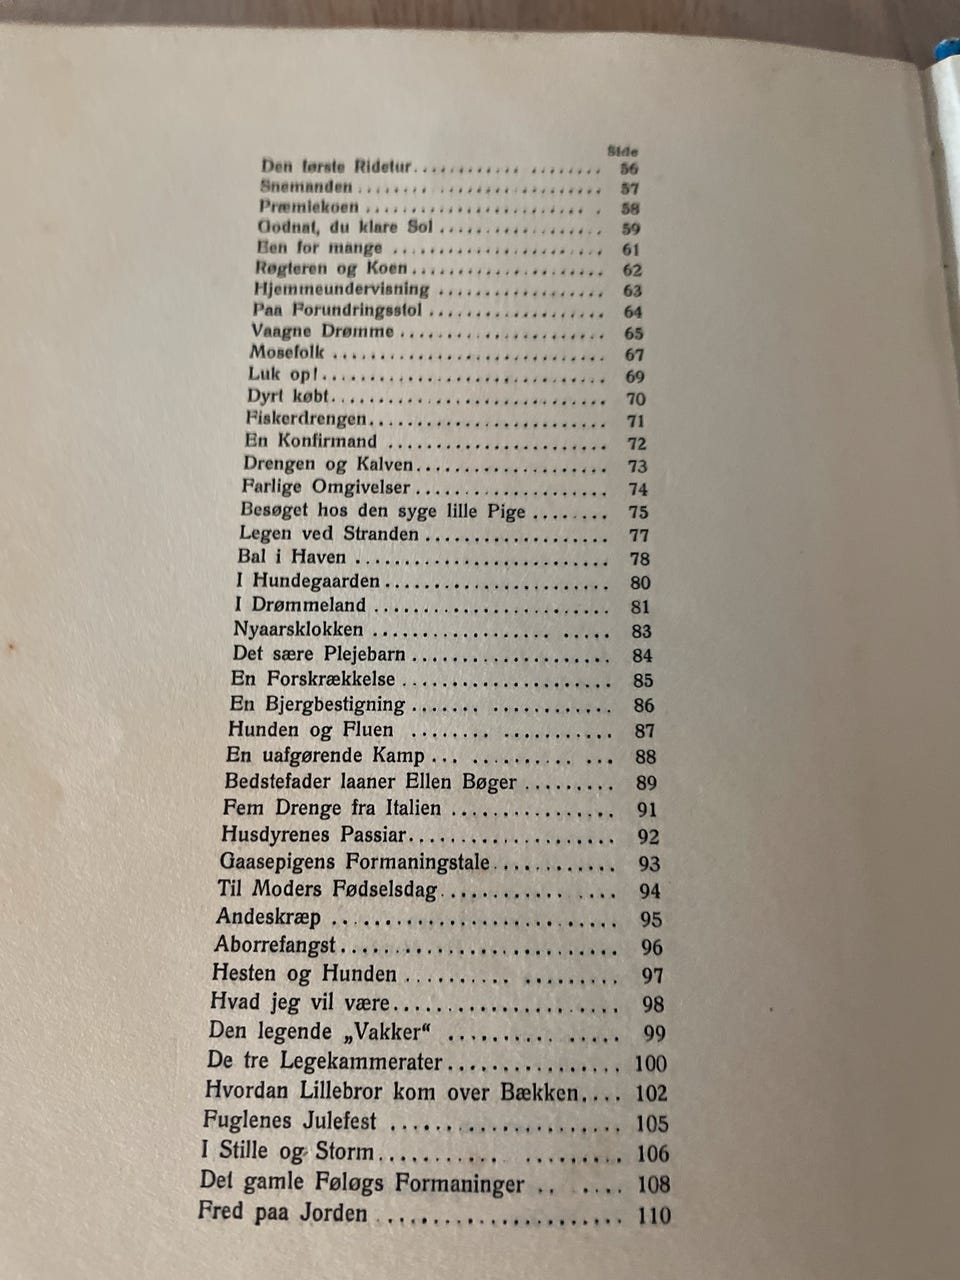 Side
Den første Ridetur..................... 56
Snemanden............................. 57
Præmiekoen............................ 58
Godnat, du klare Sol.................. 59
Een for mange......................... 61
Røgteren og Koen...................... 62
Hjemmeundervisning.................... 63
Paa Forundringsstol................... 64
Vaagne Drømme......................... 65
Mosefolk.............................. 67
Luk op!............................... 69
Dyrt købt............................. 70
Fiskerdrengen......................... 71
En Konfirmand......................... 72
Drengen og Kalven..................... 73
Farlige Omgivelser.................... 74
Besøget hos den syge lille Pige........ 75
Legen ved Stranden.................... 77
Bal i Haven........................... 78
I Hundegaarden........................ 80
I Drømmeland.......................... 81
Nyaarsklokken......................... 83
Det sære Plejebarn.................... 84
En Forskrækkelse...................... 85
En Bjergbestigning.................... 86
Hunden og Fluen....................... 87
En uafgørende Kamp.................... 88
Bedstefader laaner Ellen Bøger......... 89
Fem Drenge fra Italien................ 91
Husdyrenes Passiar.................... 92
Gaasepigens Formaningstale............ 93
Til Moders Fødselsdag................. 94
Andeskræp............................. 95
Aborrefangst.......................... 96
Hesten og Hunden...................... 97
Hvad jeg vil være..................... 98
Den legende „Vakker“.................. 99
De tre Legekammerater................. 100
Hvordan Lillebror kom over Bækken.... 102
Fuglenes Julefest..................... 105
I Stille og Storm..................... 106
Det gamle Føløgs Formaninger...... 108
Fred paa Jorden....................... 110